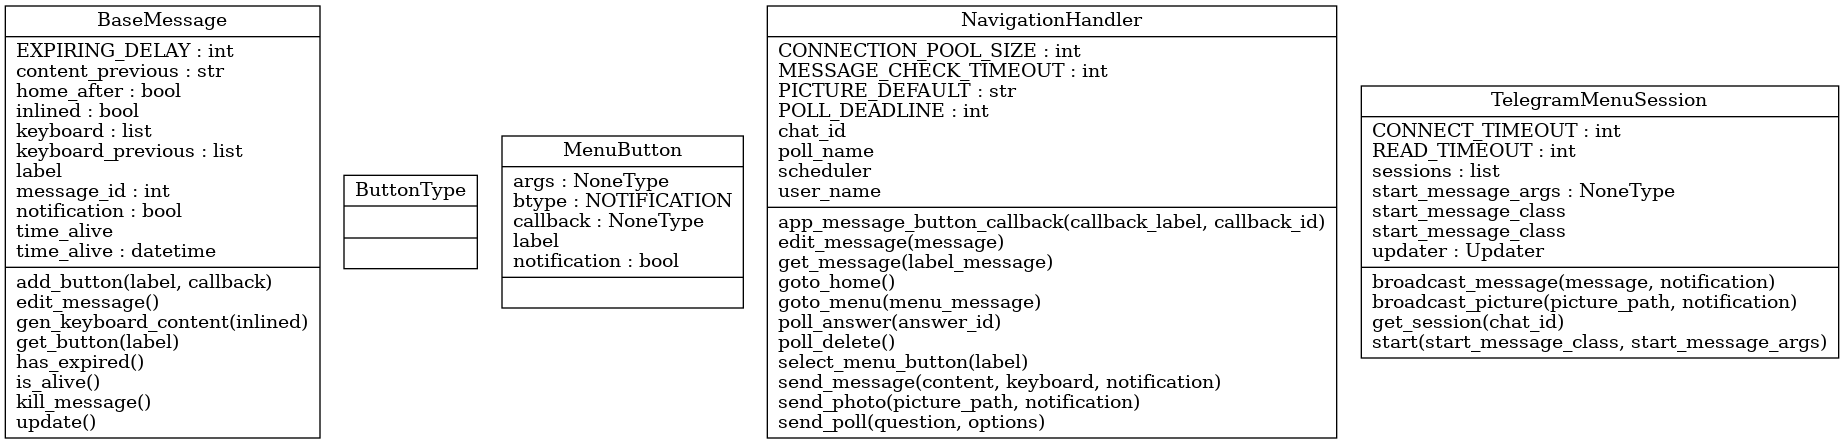 BaseMessage
EXPIRING_DELAY : int
content_previous : str
home_after : bool
inlined : bool
keyboard : list
keyboard_previous : list
label
message_id : int
notification : bool
time_alive
time_alive : datetime
add_button(label, callback)
edit_message()
gen_keyboard_content(inlined)
get_button(label)
has_expired()
is_alive()
kill_message()
update()
ButtonType
MenuButton
args : NoneType
btype : NOTIFICATION
callback : NoneType
label
notification : bool
NavigationHandler
CONNECTION_POOL_SIZE : int
MESSAGE_CHECK_TIMEOUT : int
PICTURE_DEFAULT : str
POLL_DEADLINE : int
chat_id
poll_name
scheduler
user_name
app_message_button_callback(callback_label, callback_id)
edit_message(message)
get_message(label_message)
goto_home()
goto_menu(menu_message)
poll_answer(answer_id)
poll_delete()
select_menu_button(label)
send_message(content, keyboard, notification)
send_photo(picture_path, notification)
send_poll(question, options)
TelegramMenuSession
CONNECT_TIMEOUT : int
READ_TIMEOUT : int
sessions : list
start_message_args : NoneType
start_message_class
start_message_class
updater : Updater
broadcast_message(message, notification)
broadcast_picture(picture_path, notification)
get_session(chat_id)
start(start_message_class, start_message_args)